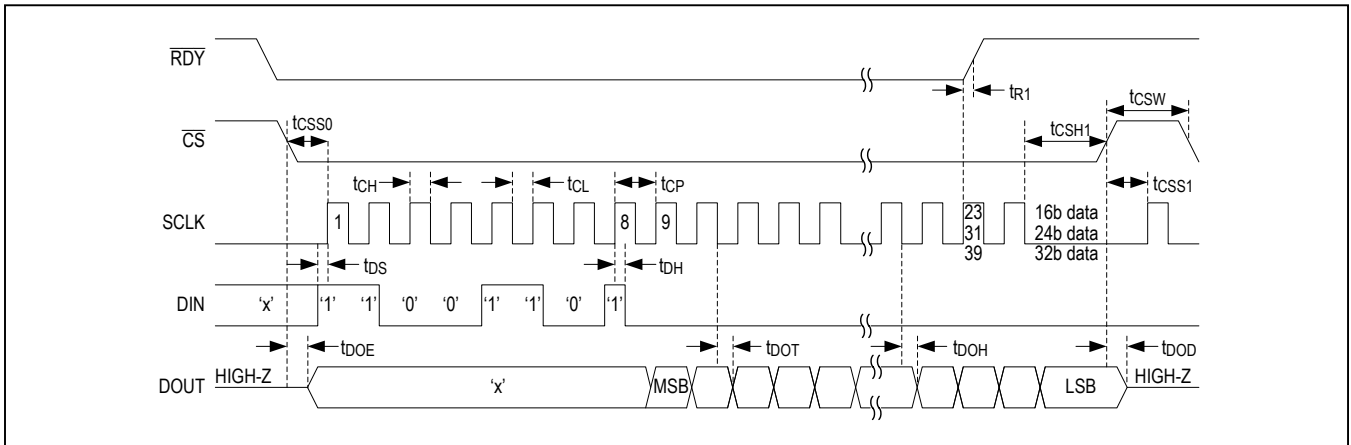 RDY
tR1
tCSW
tCSS0
tCSH1
CS
tCH
tCL
tCP
tCSS1
SCLK
1
8
9
23 16b data
31 24b data
39 32b data
tDS
tDH
DIN
'x' '1' '1' '0' '0' '1' '1' '0' '1'
tDOE
tDOT
tDOH
tDOD
DOUT HIGH-Z 'x' MSB LSB HIGH-Z